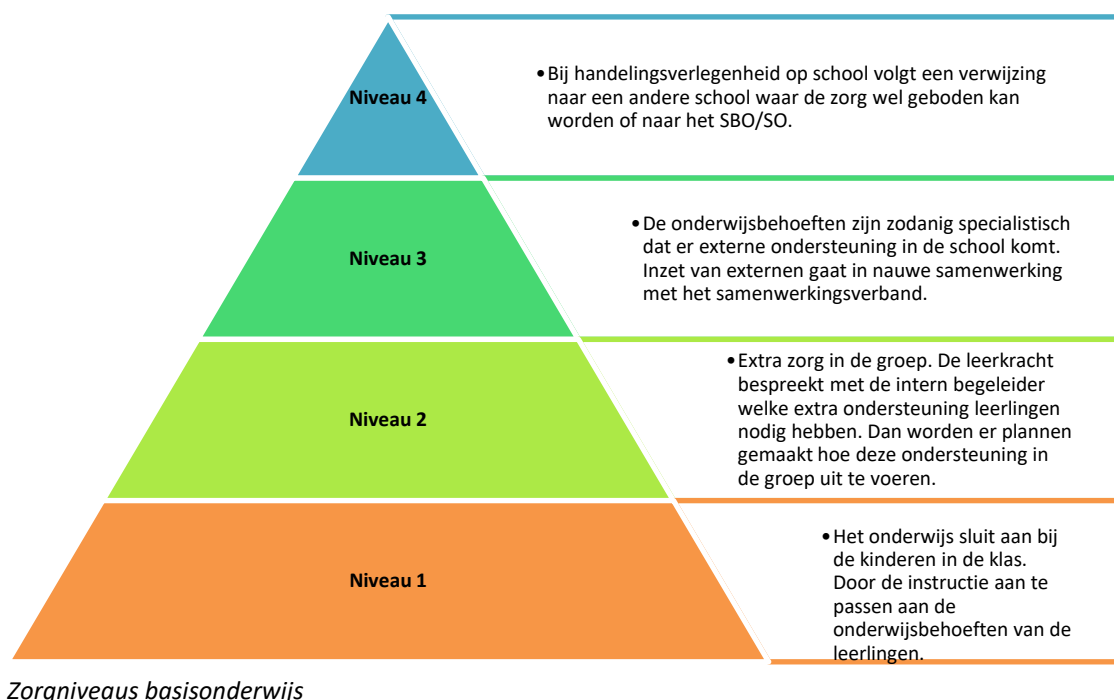 Niveau 4
•Bij handelingsverlegenheid op school volgt een verwijzing
naar een andere school waar de zorg wel geboden kan
worden of naar het SBO/SO.
Niveau 3
•De onderwijsbehoeften zijn zodanig specialistisch
dat er externe ondersteuning in de school komt.
Inzet van externen gaat in nauwe samenwerking
met het samenwerkingsverband.
Niveau 2
•Extra zorg in de groep. De leerkracht
bespreekt met de intern begeleider
welke extra ondersteuning leerlingen
nodig hebben. Dan worden er plannen
gemaakt hoe deze ondersteuning in
de groep uit te voeren.
Niveau 1
•Het onderwijs sluit aan bij
de kinderen in de klas.
Door de instructie aan te
passen aan de
onderwijsbehoeften van de
leerlingen.
Zorgniveaus basisonderwijs